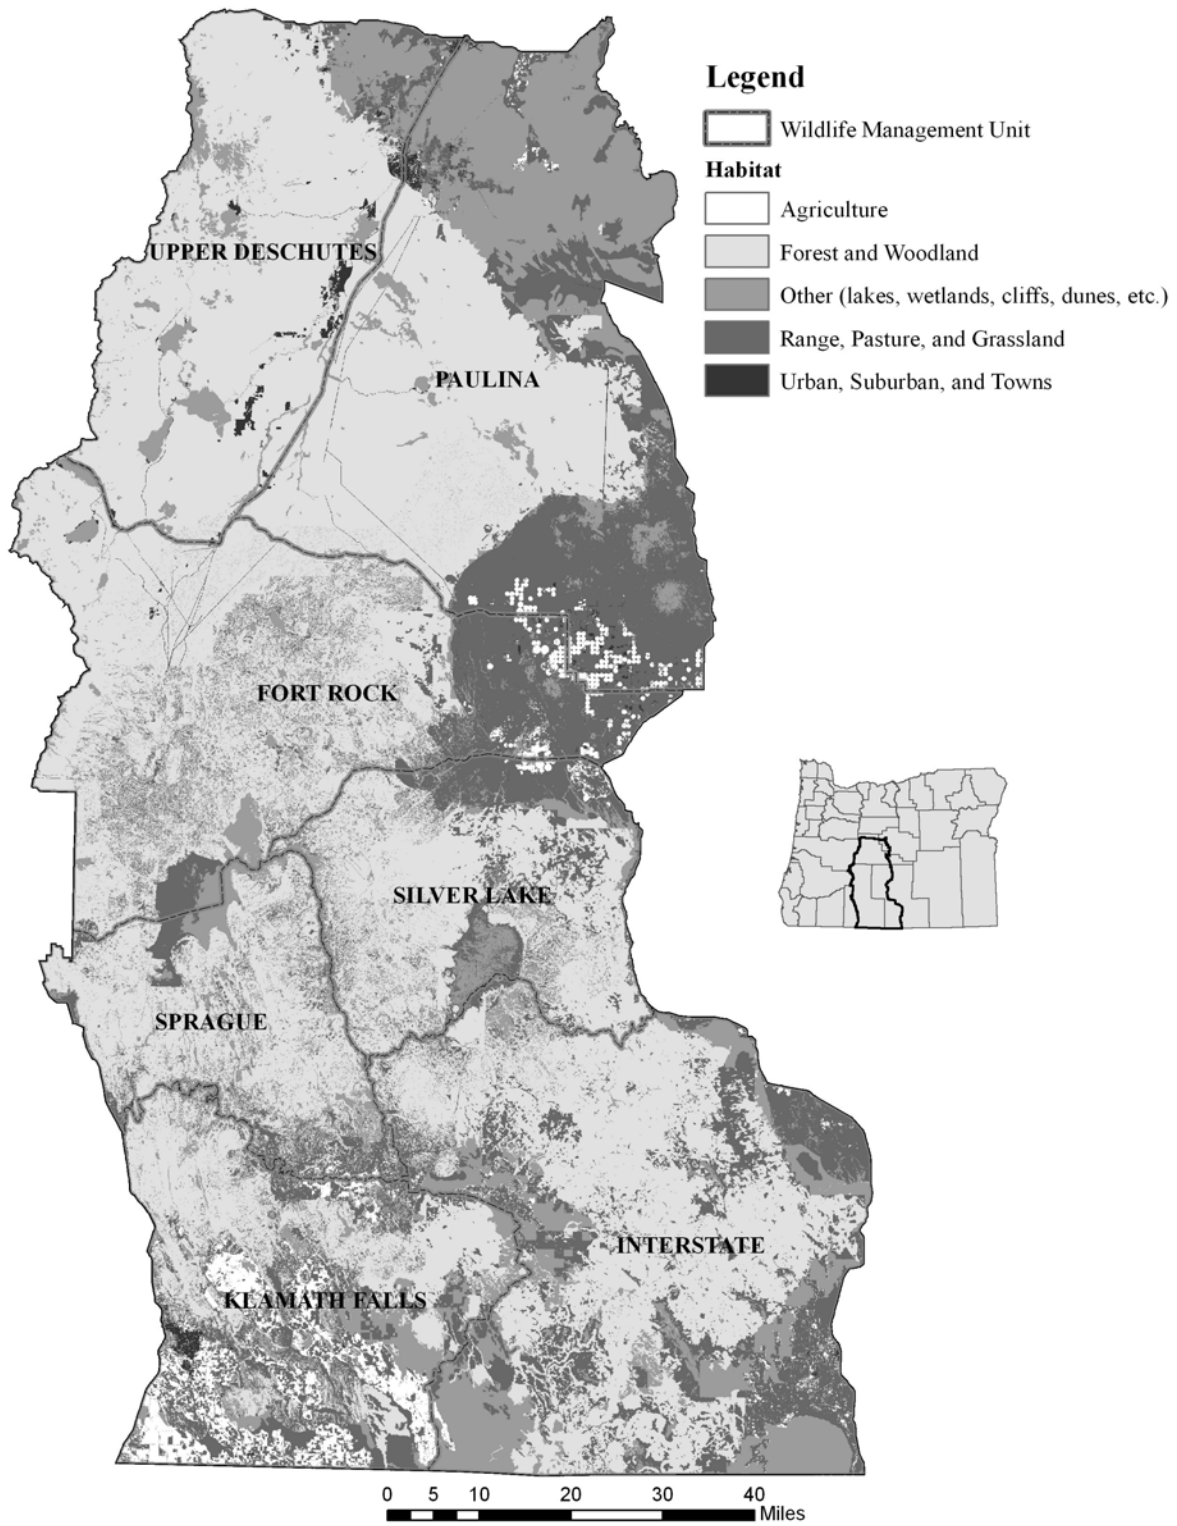 Legend
Wildlife Management Unit
Habitat
Agriculture
Forest and Woodland
Other (lakes, wetlands, cliffs, dunes, etc.)
Range, Pasture, and Grassland
Urban, Suburban, and Towns
UPPER DESCHUTES
PAULINA
FORT ROCK
SILVER LAKE
SPRAGUE
INTERSTATE
KLAMATH FALLS
0 5 10 20 30 40
Miles